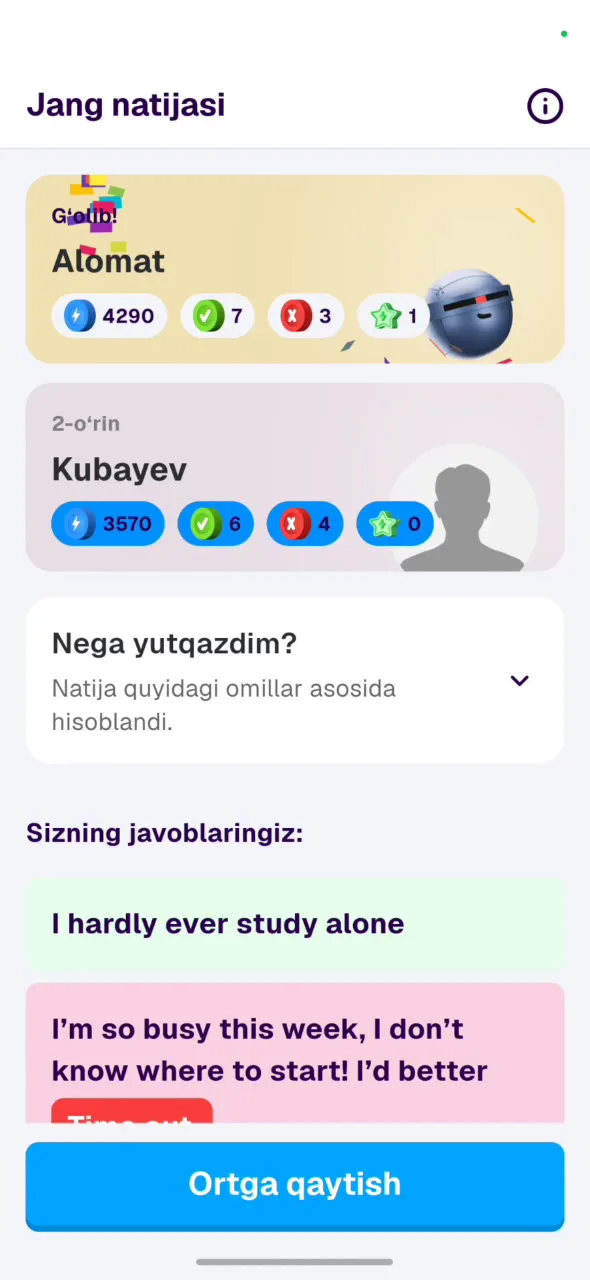 Jang natijasi
G‘olib!
Alomat
4290 7 3 1
2-o‘rin
Kubayev
3570 6 4 0
Nega yutqazdim?
Natija quyidagi omillar asosida
hisoblandi.
Sizning javoblaringiz:
I hardly ever study alone
I’m so busy this week, I don’t
know where to start! I’d better
Time out
Ortga qaytish